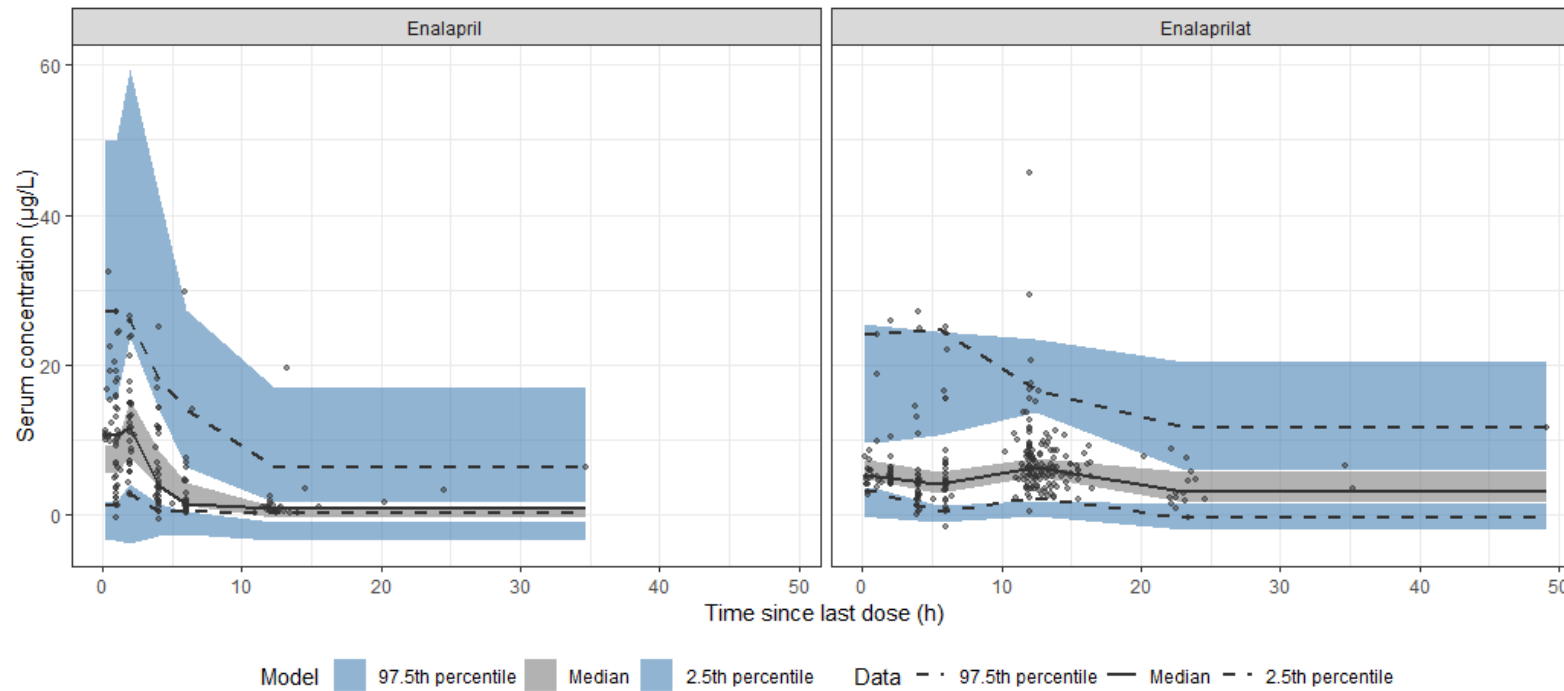 Enalapril
Enalaprilat
Serum concentration (µg/L)
60
40
20
0
0 10 20 30 40 50
0 10 20 30 40 50
Time since last dose (h)
Model 97.5th percentile Median 2.5th percentile Data 97.5th percentile Median 2.5th percentile